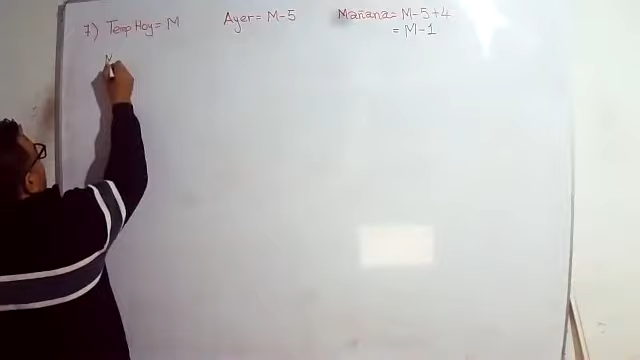 7) Temp Hoy = M Ayer = M-5 Mañana = M-5+4
= M-1